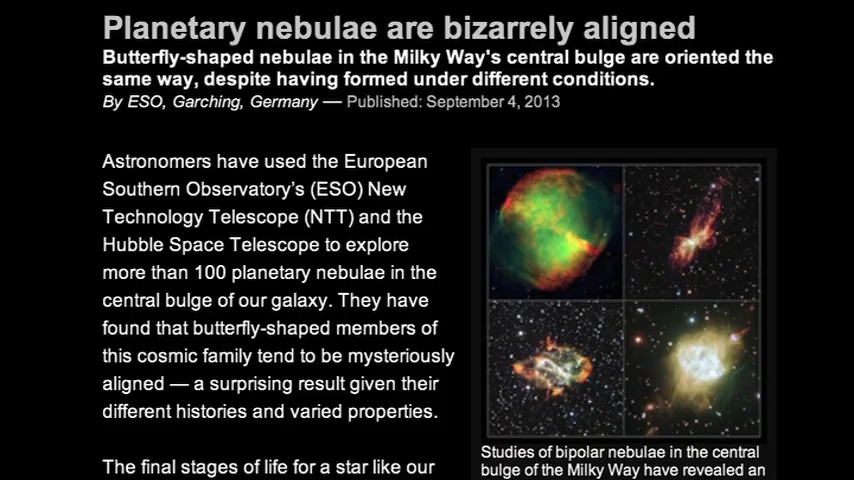 Planetary nebulae are bizarrely aligned
Butterfly-shaped nebulae in the Milky Way's central bulge are oriented the
same way, despite having formed under different conditions.
By ESO, Garching, Germany — Published: September 4, 2013
Astronomers have used the European
Southern Observatory’s (ESO) New
Technology Telescope (NTT) and the
Hubble Space Telescope to explore
more than 100 planetary nebulae in the
central bulge of our galaxy. They have
found that butterfly-shaped members of
this cosmic family tend to be mysteriously
aligned — a surprising result given their
different histories and varied properties.
The final stages of life for a star like our
Studies of bipolar nebulae in the central
bulge of the Milky Way have revealed an